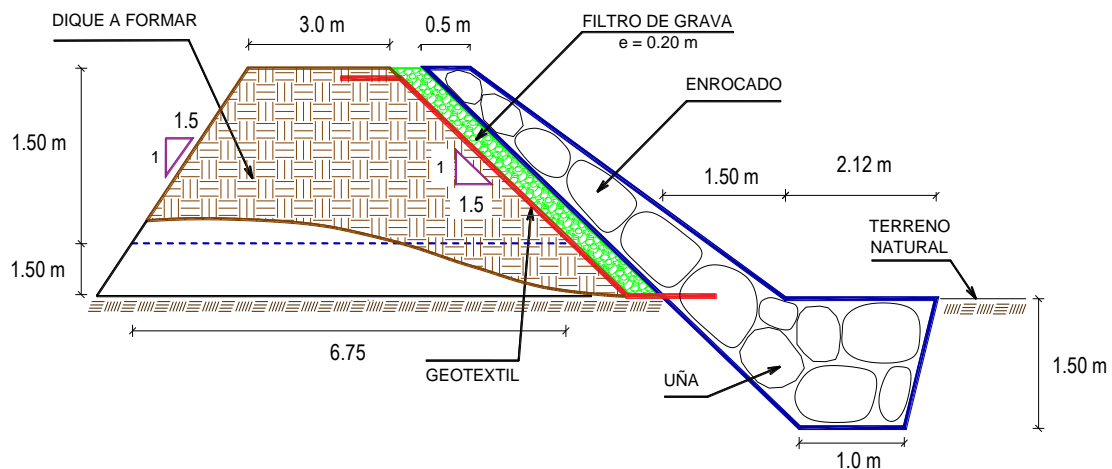 DIQUE A FORMAR
3.0 m
0.5 m
FILTRO DE GRAVA
e = 0.20 m
ENROCADO
1.50 m
1.5
1
1
1.5
1.50 m
2.12 m
TERRENO
NATURAL
1.50 m
6.75
GEOTEXTIL
UÑA
1.50 m
1.0 m